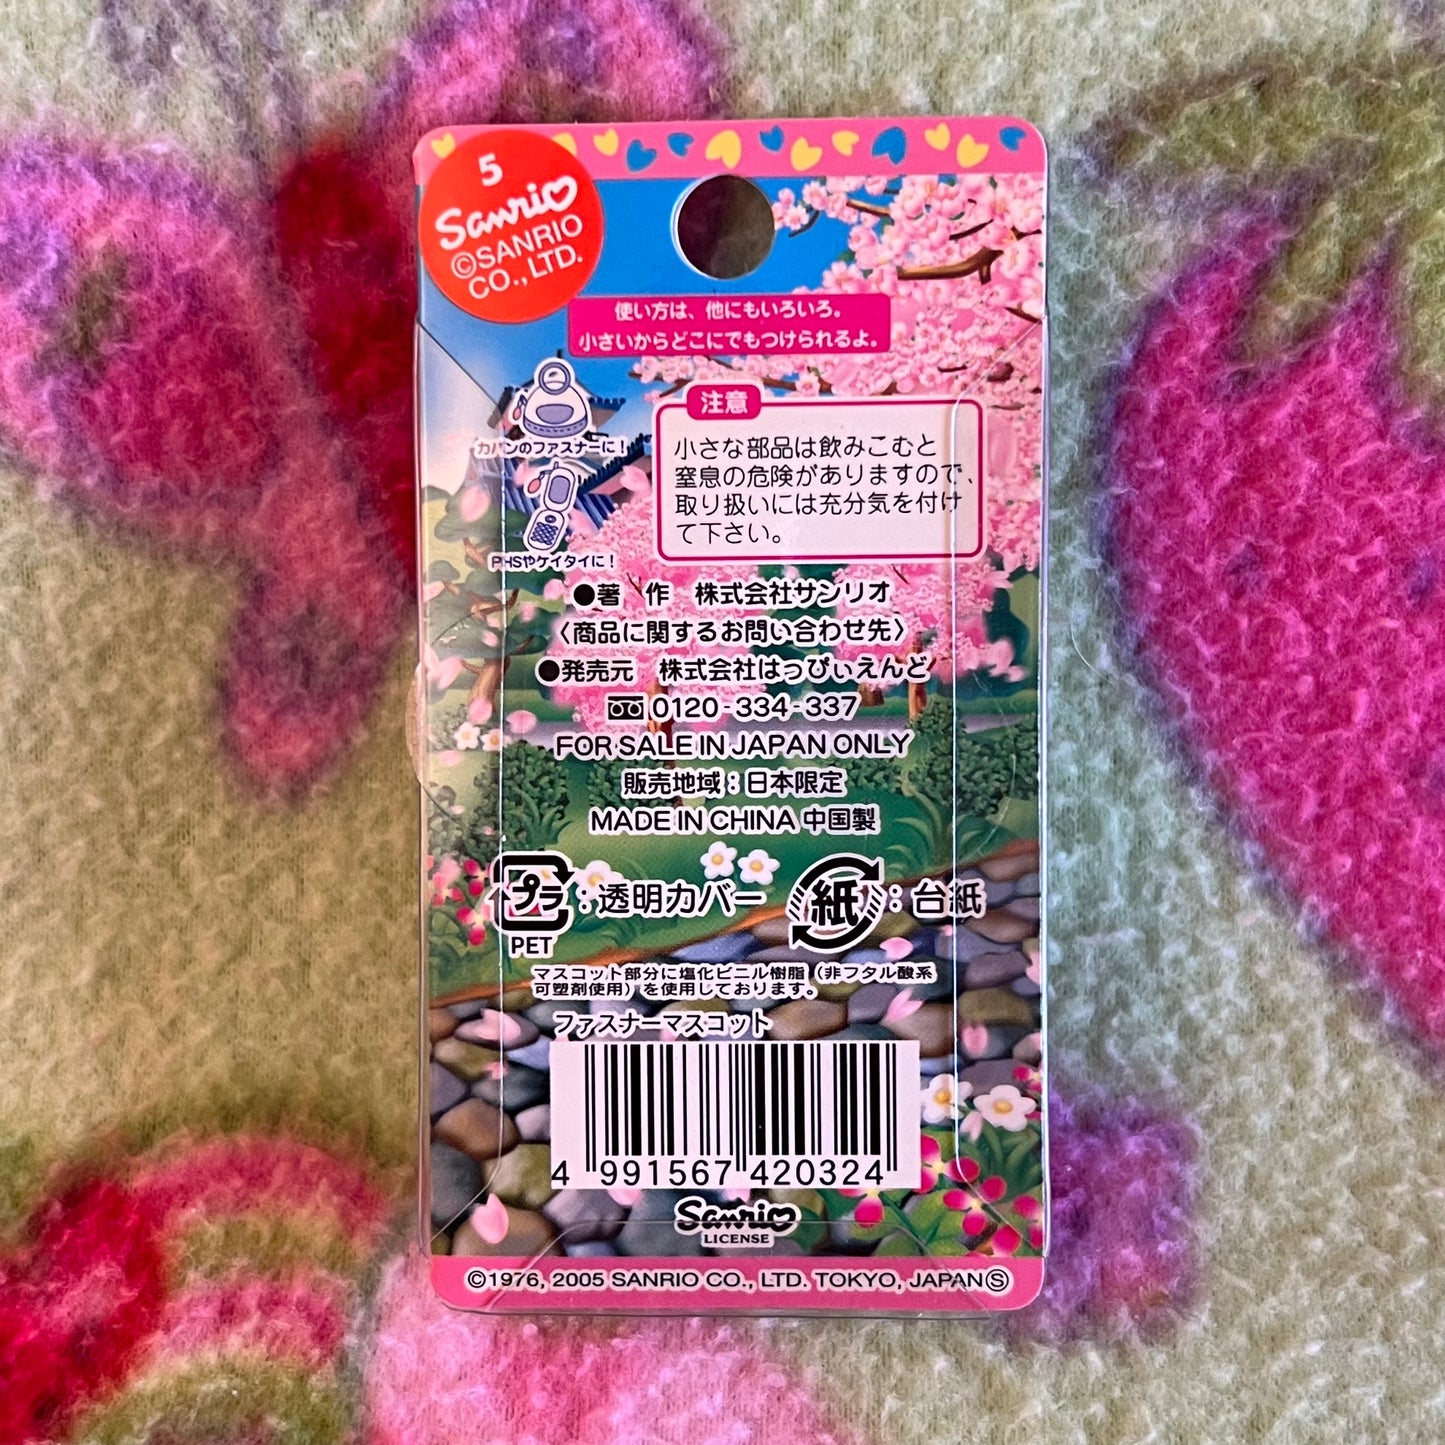 5
Sanrio
©SANRIO
CO., LTD.
使い方は、他にもいろいろ。
小さいからどこにでもつけられるよ。
カバンのファスナーに!
PHSやケイタイに!
注意
小さな部品は飲みこむと
窒息の危険がありますので、
取り扱いには充分気を付け
て下さい。
●著 作 株式会社サンリオ
〈商品に関するお問い合わせ先〉
●発売元 株式会社はっぴぃえんど
0120-334-337
FOR SALE IN JAPAN ONLY
販売地域:日本限定
MADE IN CHINA 中国製
プラ:透明カバー 紙:台紙
PET
マスコット部分に塩化ビニル樹脂(非フタル酸系
可塑剤使用)を使用しております。
ファスナーマスコット
4 991567 420324
Sanrio
LICENSE
©1976, 2005 SANRIO CO., LTD. TOKYO, JAPAN Ⓢ